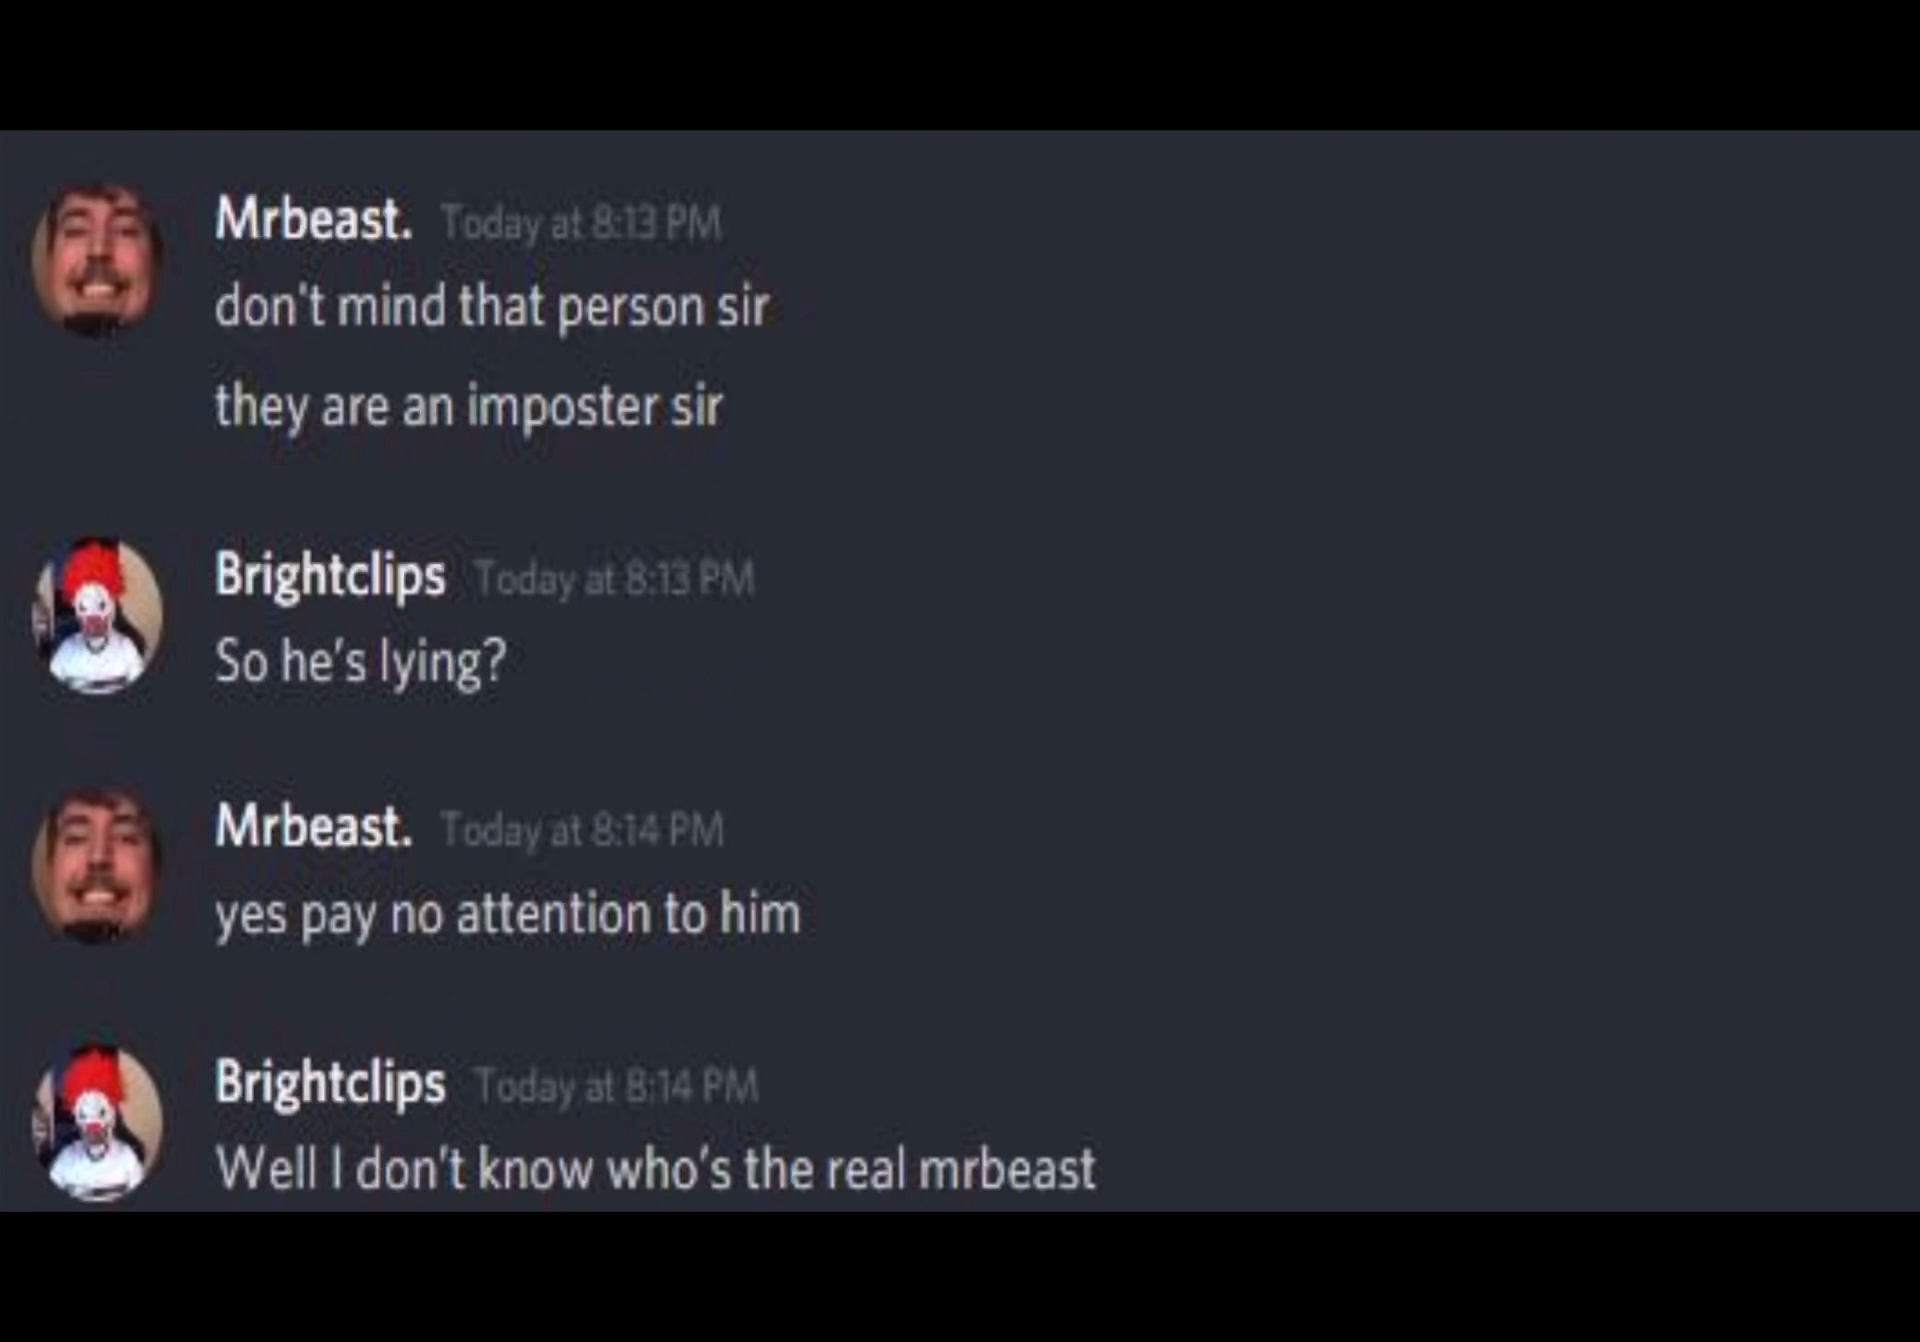 Mrbeast. Today at 8:13 PM
don't mind that person sir
they are an imposter sir
Brightclips Today at 8:13 PM
So he's lying?
Mrbeast. Today at 8:14 PM
yes pay no attention to him
Brightclips Today at 8:14 PM
Well I don't know who's the real mrbeast